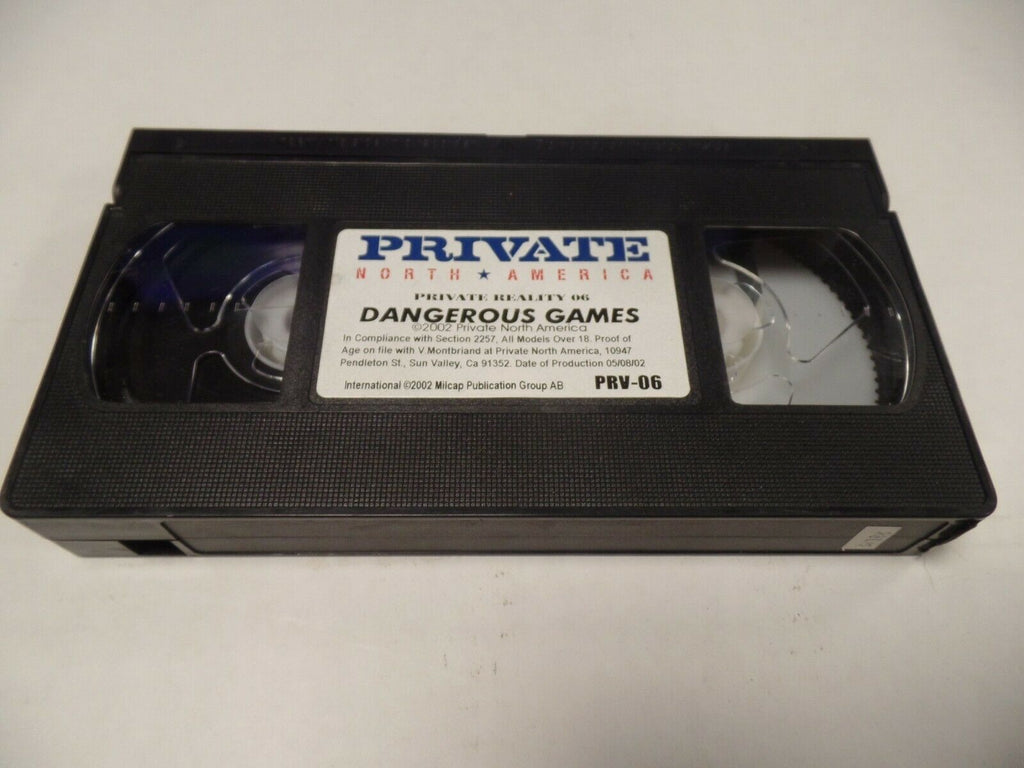 PRIVATE
NORTH ★ AMERICA
PRIVATE REALITY 06
DANGEROUS GAMES
©2002 Private North America
In Compliance with Section 2257, All Models Over 18. Proof of
Age on file with V.Montbriand at Private North America, 10947
Pendleton St., Sun Valley, Ca 91352. Date of Production 05/08/02
International ©2002 Milcap Publication Group AB PRV-06